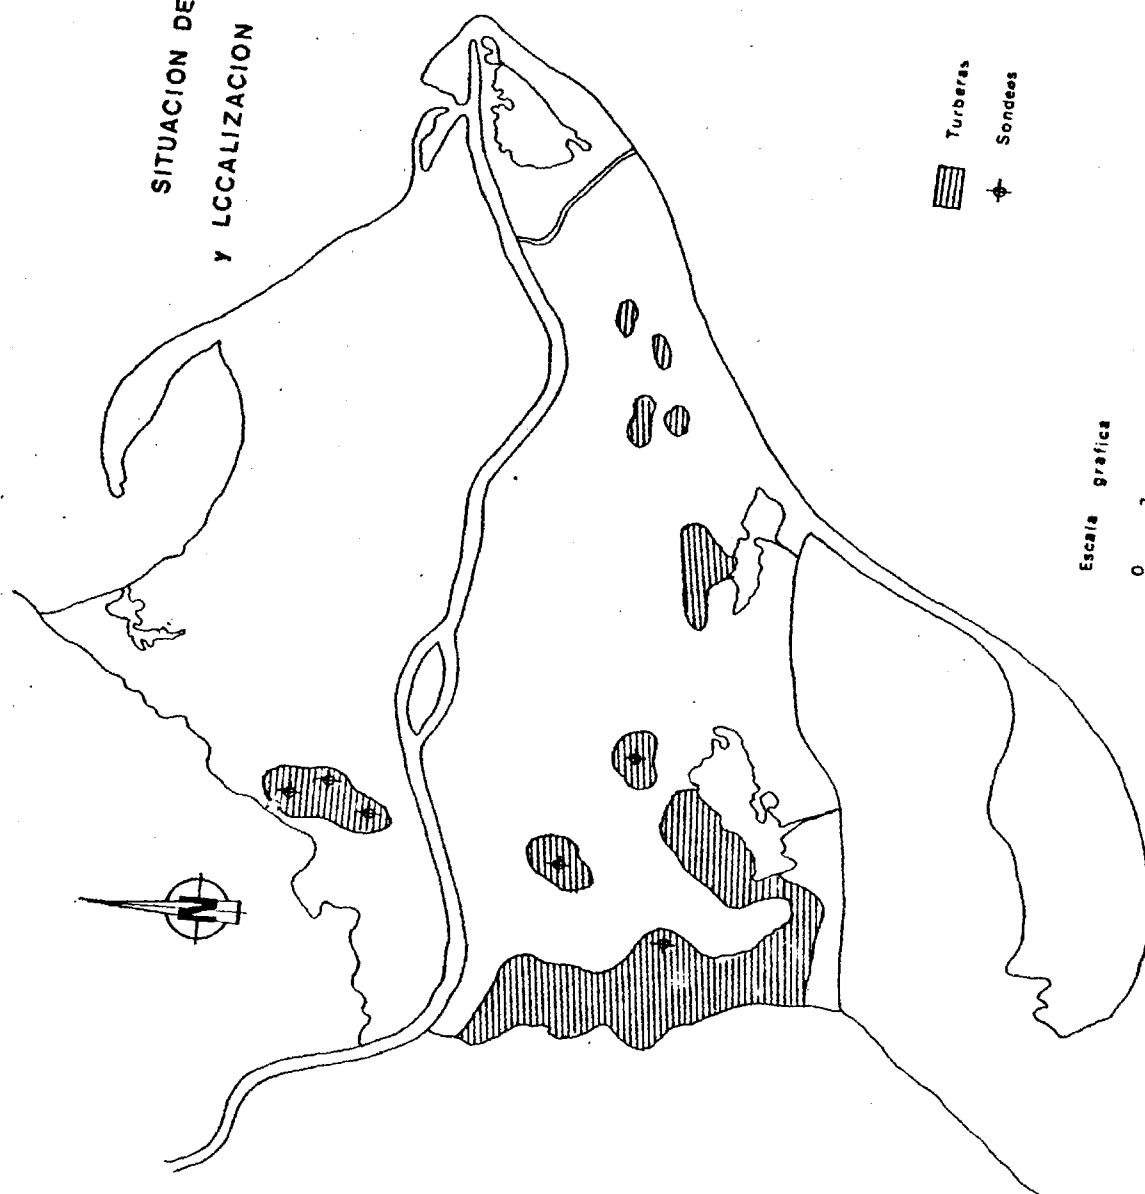 SITUACION DE
y LCCALIZACION
N
Turberas
Sondeos
Escala grafica
0